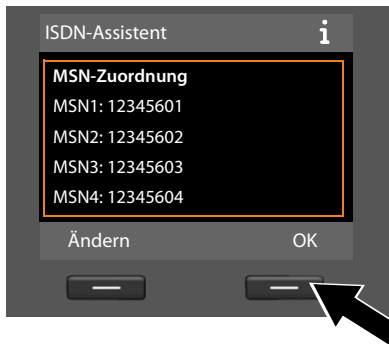 ISDN-Assistent i
MSN-Zuordnung
MSN1: 12345601
MSN2: 12345602
MSN3: 12345603
MSN4: 12345604
Ändern OK